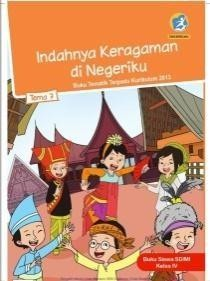 Indahnya Keragaman
di Negeriku
Buku Tematik Terpadu Kurikulum 2013
Tema 7
Buku Siswa SD/MI
Kelas IV